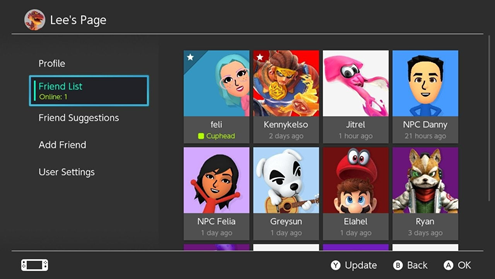 Lee's Page
Profile
Friend List
Online: 1
Friend Suggestions
Add Friend
User Settings
feli
Cuphead
Kennykelso
2 days ago
Jitrel
1 hour ago
NPC Danny
21 hours ago
NPC Felia
1 day ago
Greysun
1 day ago
Elahel
1 day ago
Ryan
3 days ago
Y Update
B Back
A OK